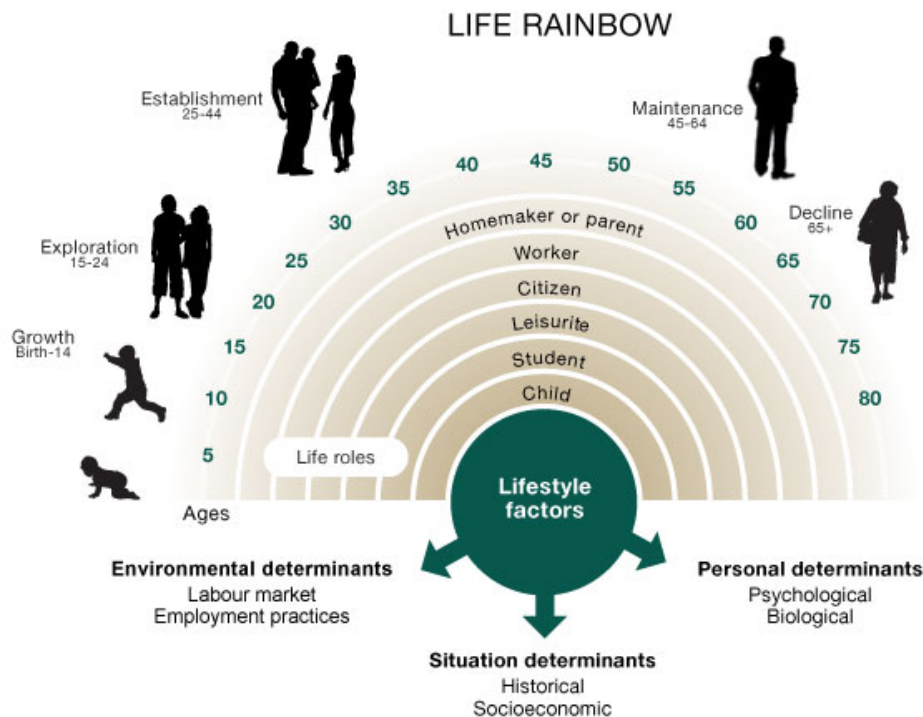 LIFE RAINBOW
Establishment
25-44
Maintenance
45-64
Exploration
15-24
Decline
65+
Growth
Birth-14
5
10
15
20
25
30
35
40
45
50
55
60
65
70
75
80
Homemaker or parent
Worker
Citizen
Leisurite
Student
Child
Life roles
Ages
Lifestyle
factors
Environmental determinants
Labour market
Employment practices
Situation determinants
Historical
Socioeconomic
Personal determinants
Psychological
Biological